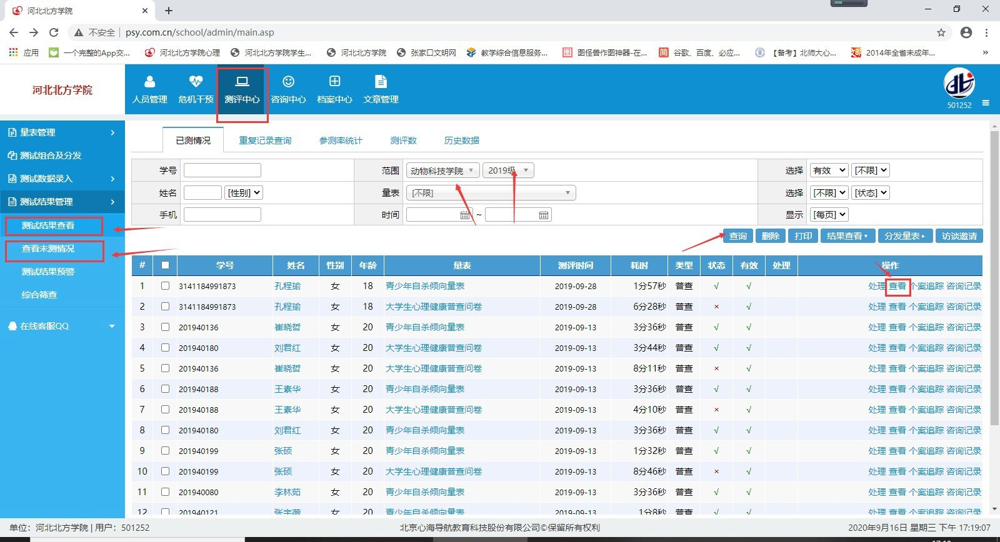 河北北方学院
不安全 psy.com.cn/school/admin/main.asp
应用 一个完整的App交... 河北北方学院心理 河北北方学院学生... 河北北方学院 张家口文明网 教学综合信息服务... 图怪兽作图神器-在... 谷歌、百度、必应... 【备考】北师大心... 2014年全省未成年... »
河北北方学院
人员管理 危机干预 测评中心 咨询中心 档案中心 文章管理
501252
量表管理
测试组合及分发
测试数据录入
测试结果管理
测试结果查看
查看未测情况
测试结果预警
综合筛查
在线客服QQ
已测情况 重复记录查询 参测率统计 测评数 历史数据
学号 范围 动物科技学院 2019级 选择 有效 [不限]
姓名 [性别] 量表 [不限] 选择 [不限] [状态]
手机 时间 ~ 显示 [每页]
查询 删除 打印 结果查看 分发量表 访谈邀请
# 学号 姓名 性别 年龄 量表 测评时间 耗时 类型 状态 有效 处理 操作
1 3141184991873 孔程瑜 女 18 青少年自杀倾向量表 2019-09-28 1分57秒 普查 √ √ 处理 查看 个案追踪 咨询记录
2 3141184991873 孔程瑜 女 18 大学生心理健康普查问卷 2019-09-28 6分28秒 普查 × √ 处理 查看 个案追踪 咨询记录
3 201940136 崔晓哲 女 20 青少年自杀倾向量表 2019-09-13 3分36秒 普查 √ √ 处理 查看 个案追踪 咨询记录
4 201940180 刘君红 女 20 大学生心理健康普查问卷 2019-09-13 3分44秒 普查 √ √ 处理 查看 个案追踪 咨询记录
5 201940136 崔晓哲 女 20 大学生心理健康普查问卷 2019-09-13 8分11秒 普查 × √ 处理 查看 个案追踪 咨询记录
6 201940188 王素华 女 20 青少年自杀倾向量表 2019-09-13 3分36秒 普查 √ √ 处理 查看 个案追踪 咨询记录
7 201940188 王素华 女 20 大学生心理健康普查问卷 2019-09-13 4分10秒 普查 × √ 处理 查看 个案追踪 咨询记录
8 201940180 刘君红 女 20 青少年自杀倾向量表 2019-09-13 3分36秒 普查 √ √ 处理 查看 个案追踪 咨询记录
9 201940199 张硕 女 20 青少年自杀倾向量表 2019-09-13 1分32秒 普查 √ √ 处理 查看 个案追踪 咨询记录
10 201940199 张硕 女 20 大学生心理健康普查问卷 2019-09-13 8分46秒 普查 × √ 处理 查看 个案追踪 咨询记录
11 201940080 李林茹 女 20 青少年自杀倾向量表 2019-09-13 3分36秒 普查 √ √ 处理 查看 个案追踪 咨询记录
12 201940121 张宇薇 女 20 青少年自杀倾向量表 2019-09-13 1分8秒 普查 √ √ 处理 查看 个案追踪 咨询记录
单位：河北北方学院 | 用户：501252 北京心海导航教育科技股份有限公司©保留所有权利 2020年9月16日 星期三 下午 17:19:07